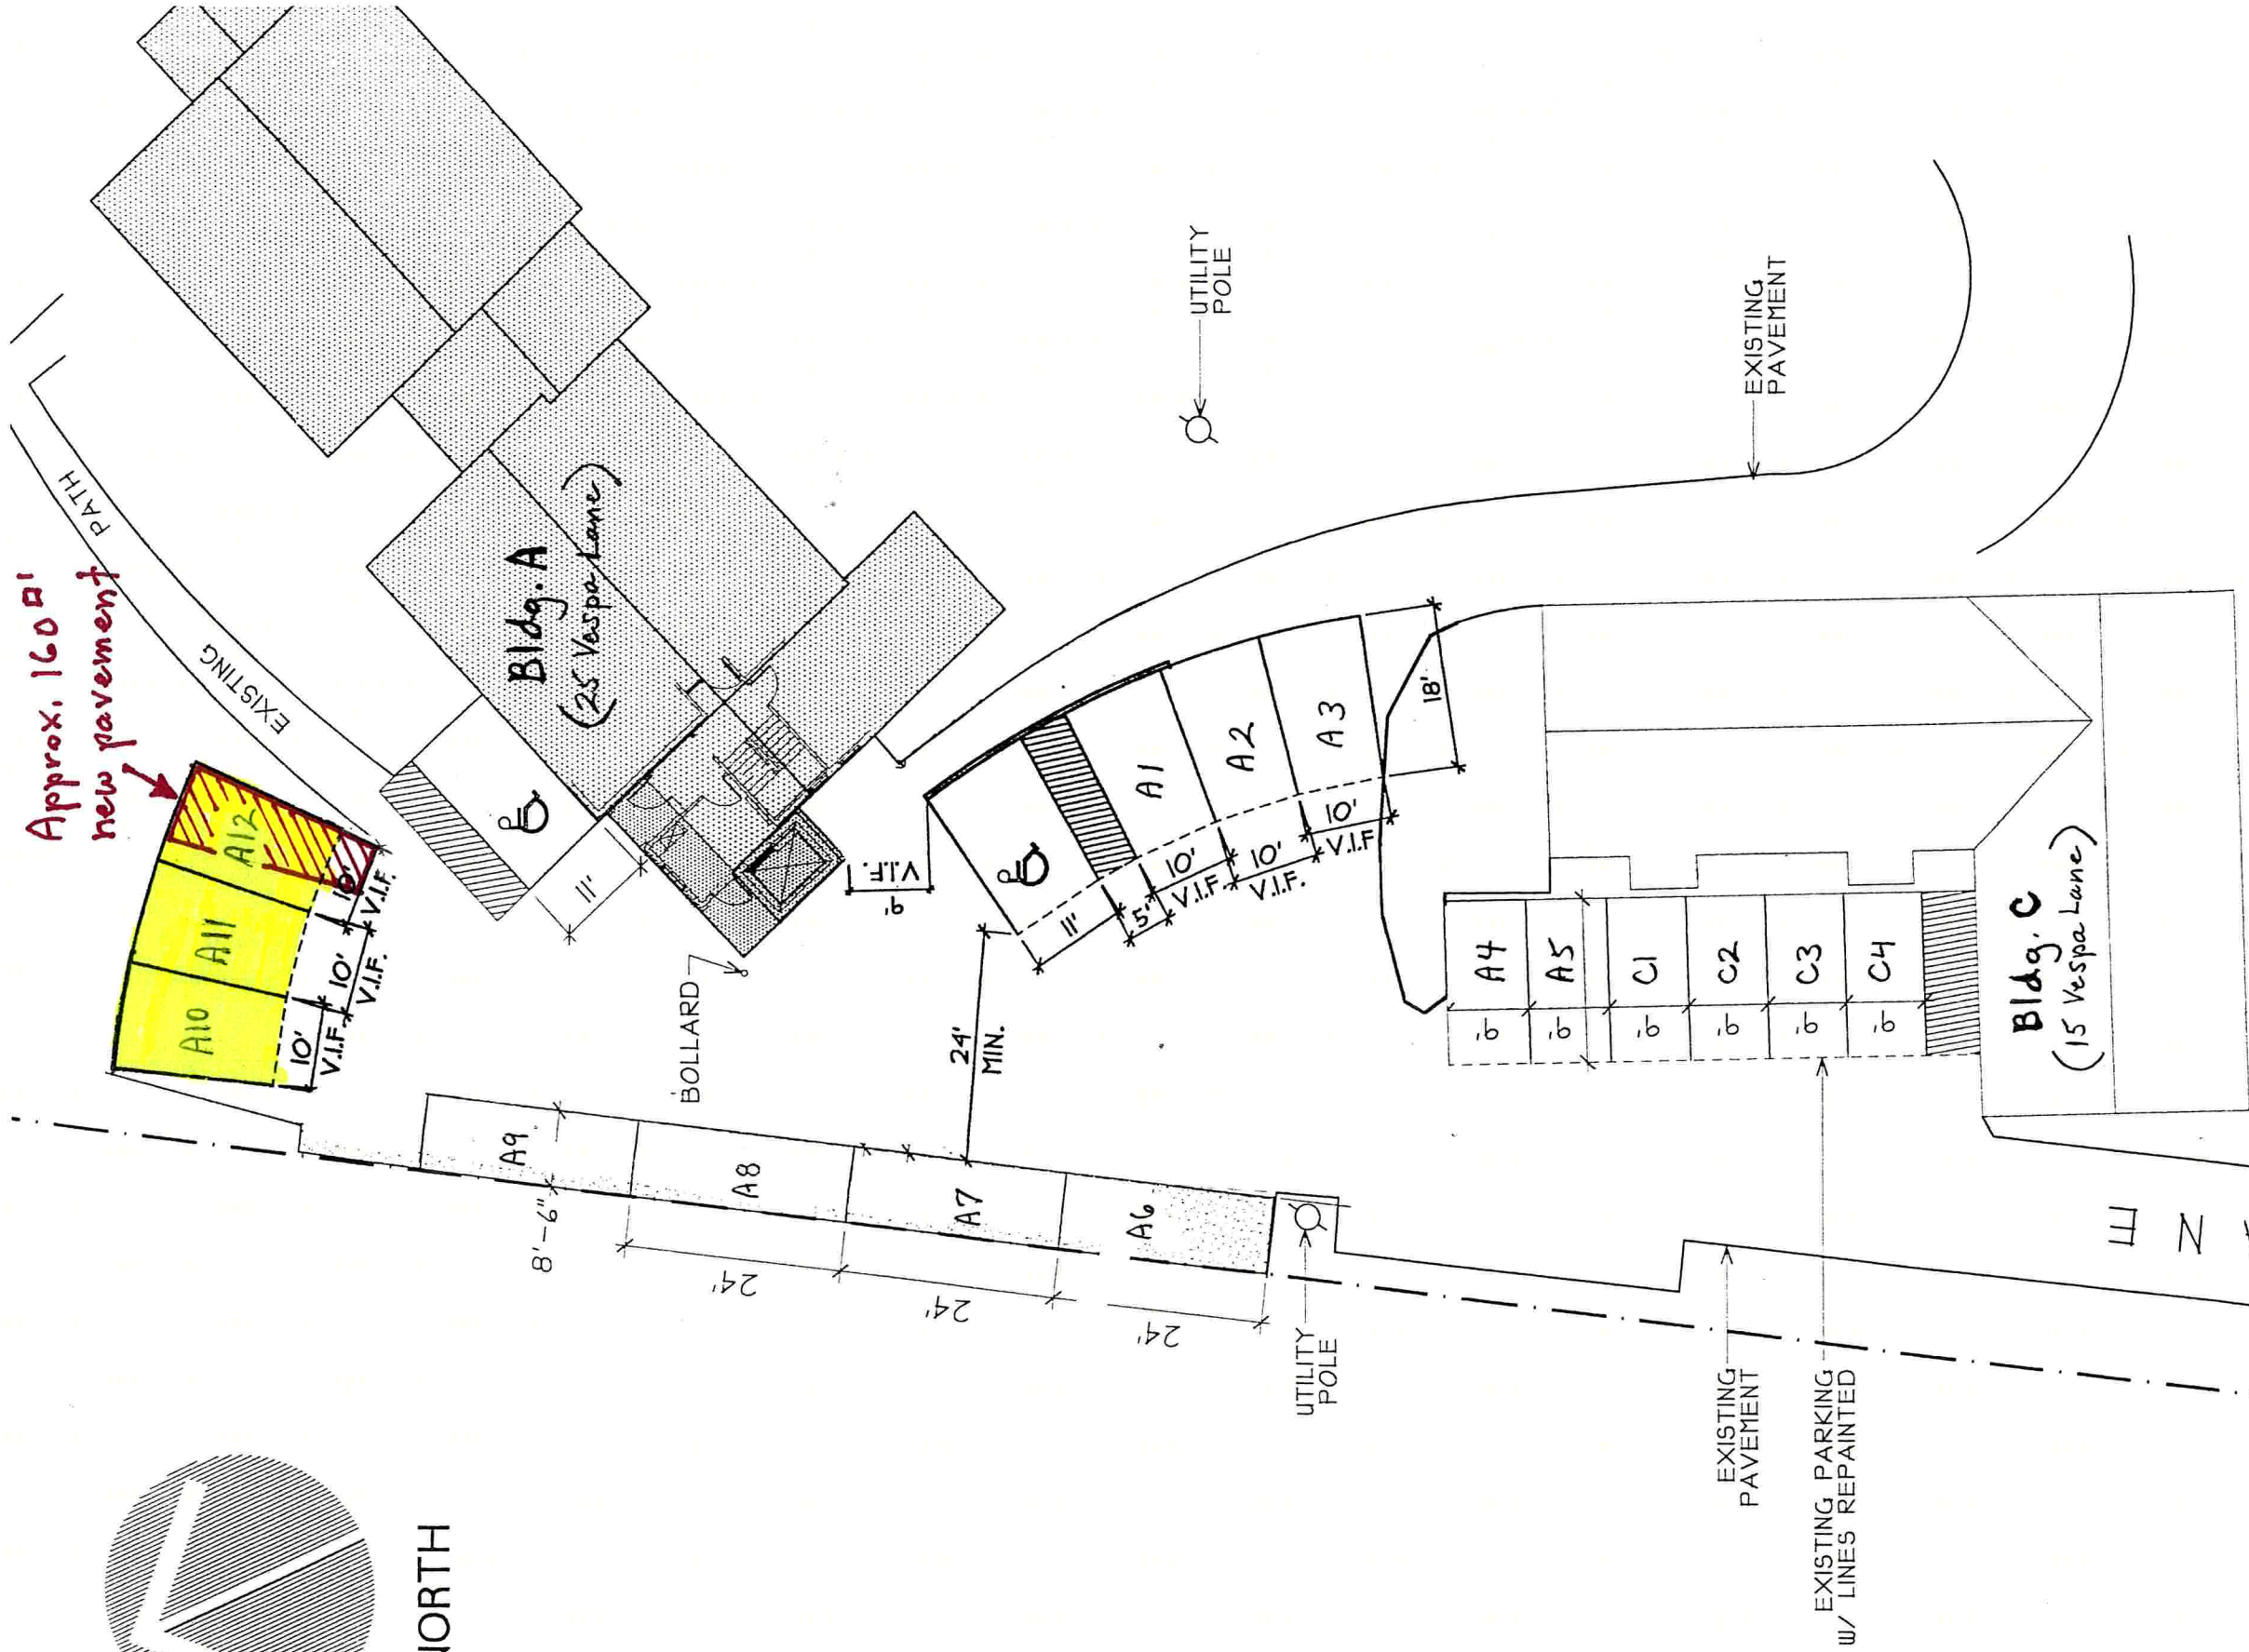 Approx. 160 □'
new pavement
EXISTING PATH
A10
A11
A12
10'
V.I.F.
10'
V.I.F.
10'
V.I.F.
Bldg. A
(25 Vespa Lane)
11'
BOLLARD
9'
V.I.F.
UTILITY
POLE
EXISTING
PAVEMENT
A1
A2
A3
11'
5'
10'
V.I.F.
10'
V.I.F.
10'
V.I.F
18'
24'
MIN.
A9
A8
A7
A6
8'-6"
24'
24'
24'
A4
A5
C1
C2
C3
C4
9'
9'
9'
9'
9'
9'
Bldg. C
(15 Vespa Lane)
UTILITY
POLE
EXISTING
PAVEMENT
EXISTING PARKING
W/ LINES REPAINTED
NORTH
N E